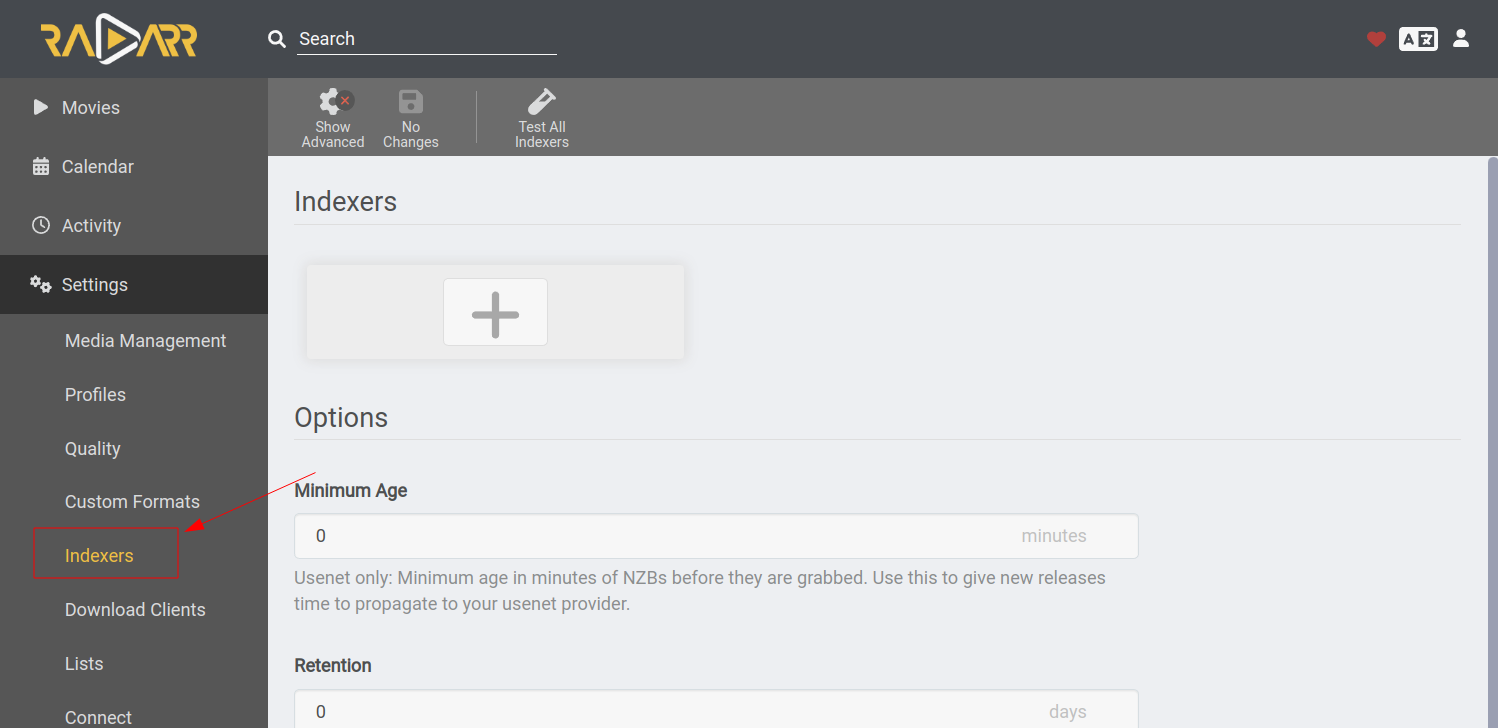 RADARR
Search
A
Movies
Calendar
Activity
Settings
Media Management
Profiles
Quality
Custom Formats
Indexers
Download Clients
Lists
Connect
Show
Advanced
No
Changes
Test All
Indexers
Indexers
Options
Minimum Age
0 minutes
Usenet only: Minimum age in minutes of NZBs before they are grabbed. Use this to give new releases
time to propagate to your usenet provider.
Retention
0 days